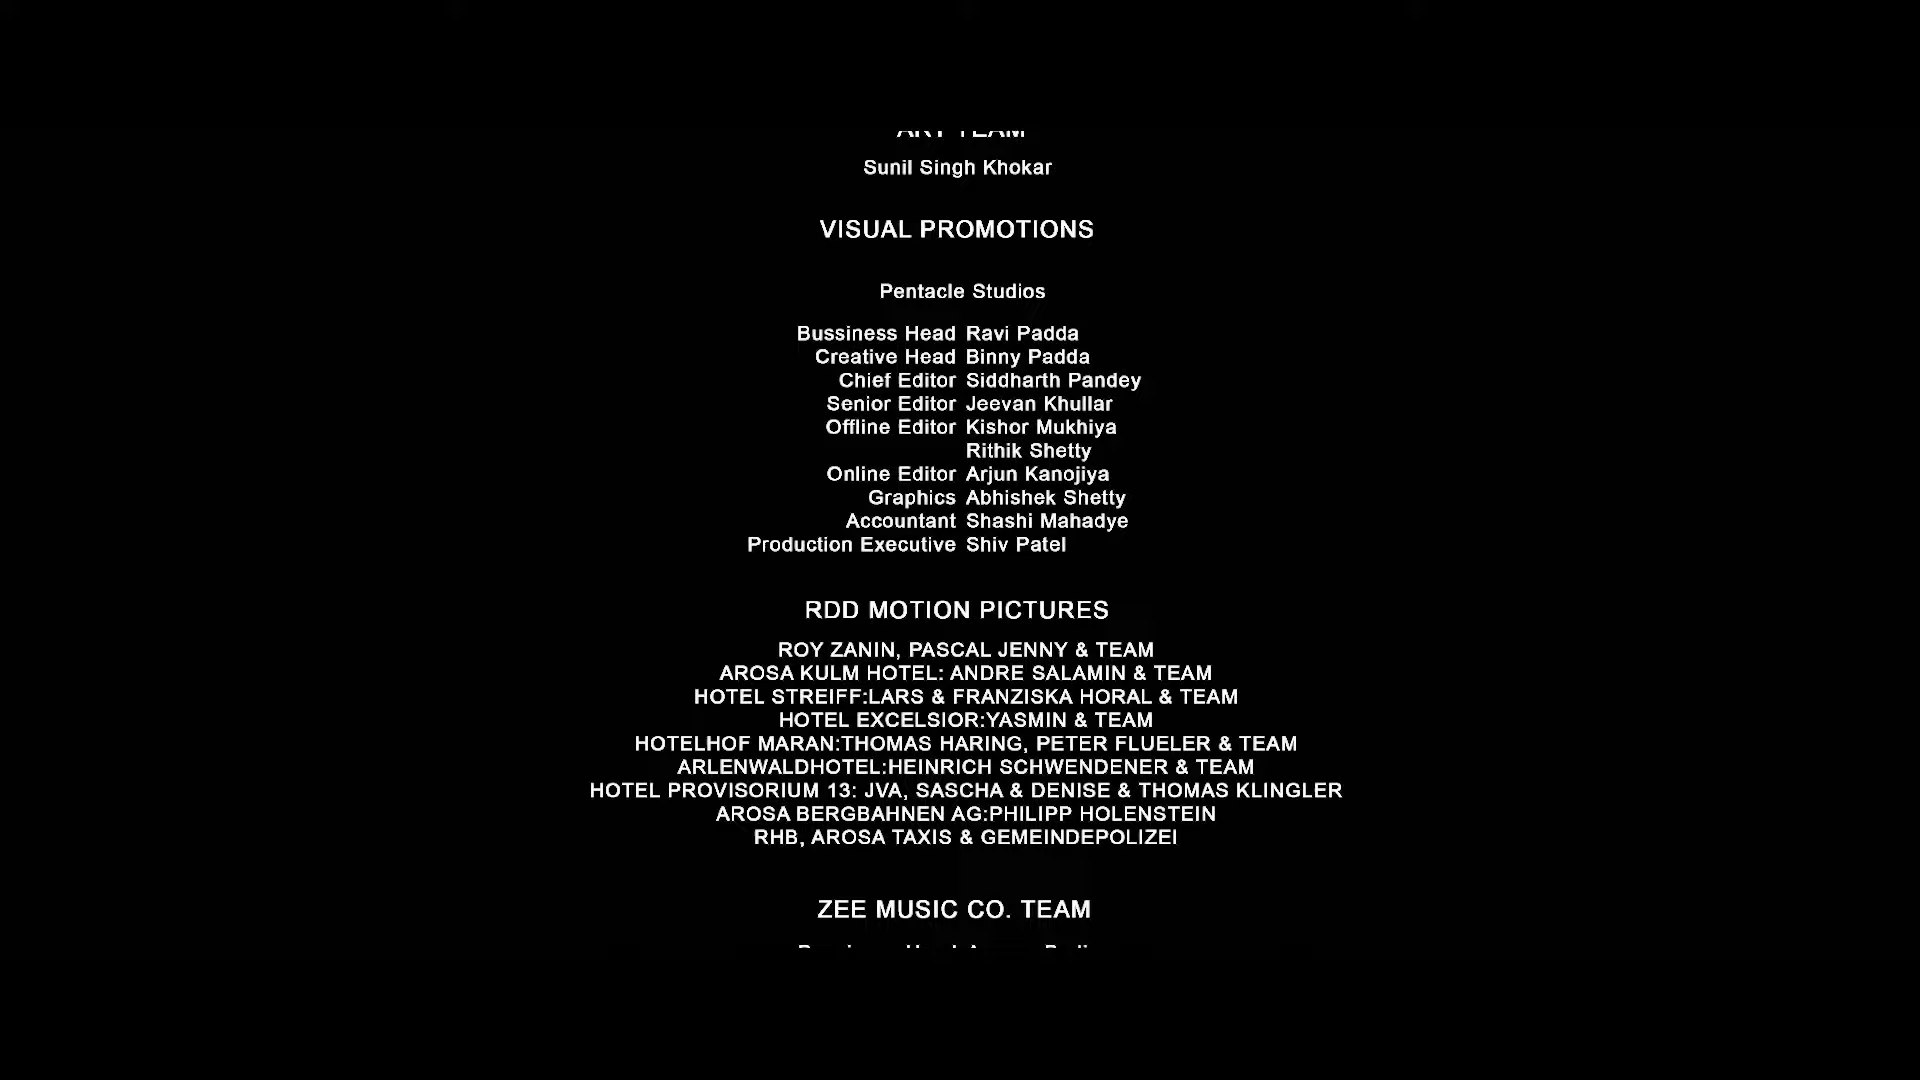 ART TEAM
Sunil Singh Khokar
VISUAL PROMOTIONS
Pentacle Studios
Bussiness Head Ravi Padda
Creative Head Binny Padda
Chief Editor Siddharth Pandey
Senior Editor Jeevan Khullar
Offline Editor Kishor Mukhiya
Rithik Shetty
Online Editor Arjun Kanojiya
Graphics Abhishek Shetty
Accountant Shashi Mahadye
Production Executive Shiv Patel
RDD MOTION PICTURES
ROY ZANIN, PASCAL JENNY & TEAM
AROSA KULM HOTEL: ANDRE SALAMIN & TEAM
HOTEL STREIFF:LARS & FRANZISKA HORAL & TEAM
HOTEL EXCELSIOR:YASMIN & TEAM
HOTELHOF MARAN:THOMAS HARING, PETER FLUELER & TEAM
ARLENWALDHOTEL:HEINRICH SCHWENDENER & TEAM
HOTEL PROVISORIUM 13: JVA, SASCHA & DENISE & THOMAS KLINGLER
AROSA BERGBAHNEN AG:PHILIPP HOLENSTEIN
RHB, AROSA TAXIS & GEMEINDEPOLIZEI
ZEE MUSIC CO. TEAM